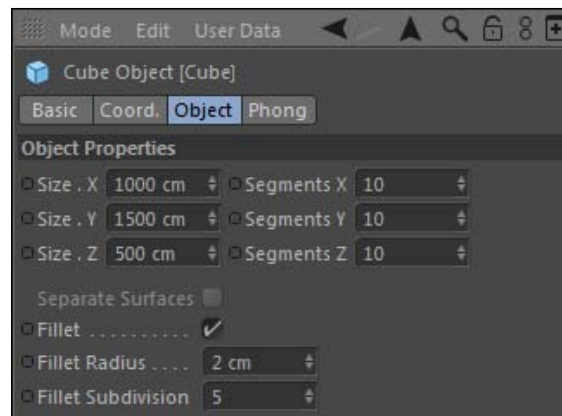 Mode Edit User Data
Cube Object [Cube]
Basic Coord. Object Phong
Object Properties
Size . X 1000 cm Segments X 10
Size . Y 1500 cm Segments Y 10
Size . Z 500 cm Segments Z 10
Separate Surfaces
Fillet ..........
Fillet Radius .... 2 cm
Fillet Subdivision 5